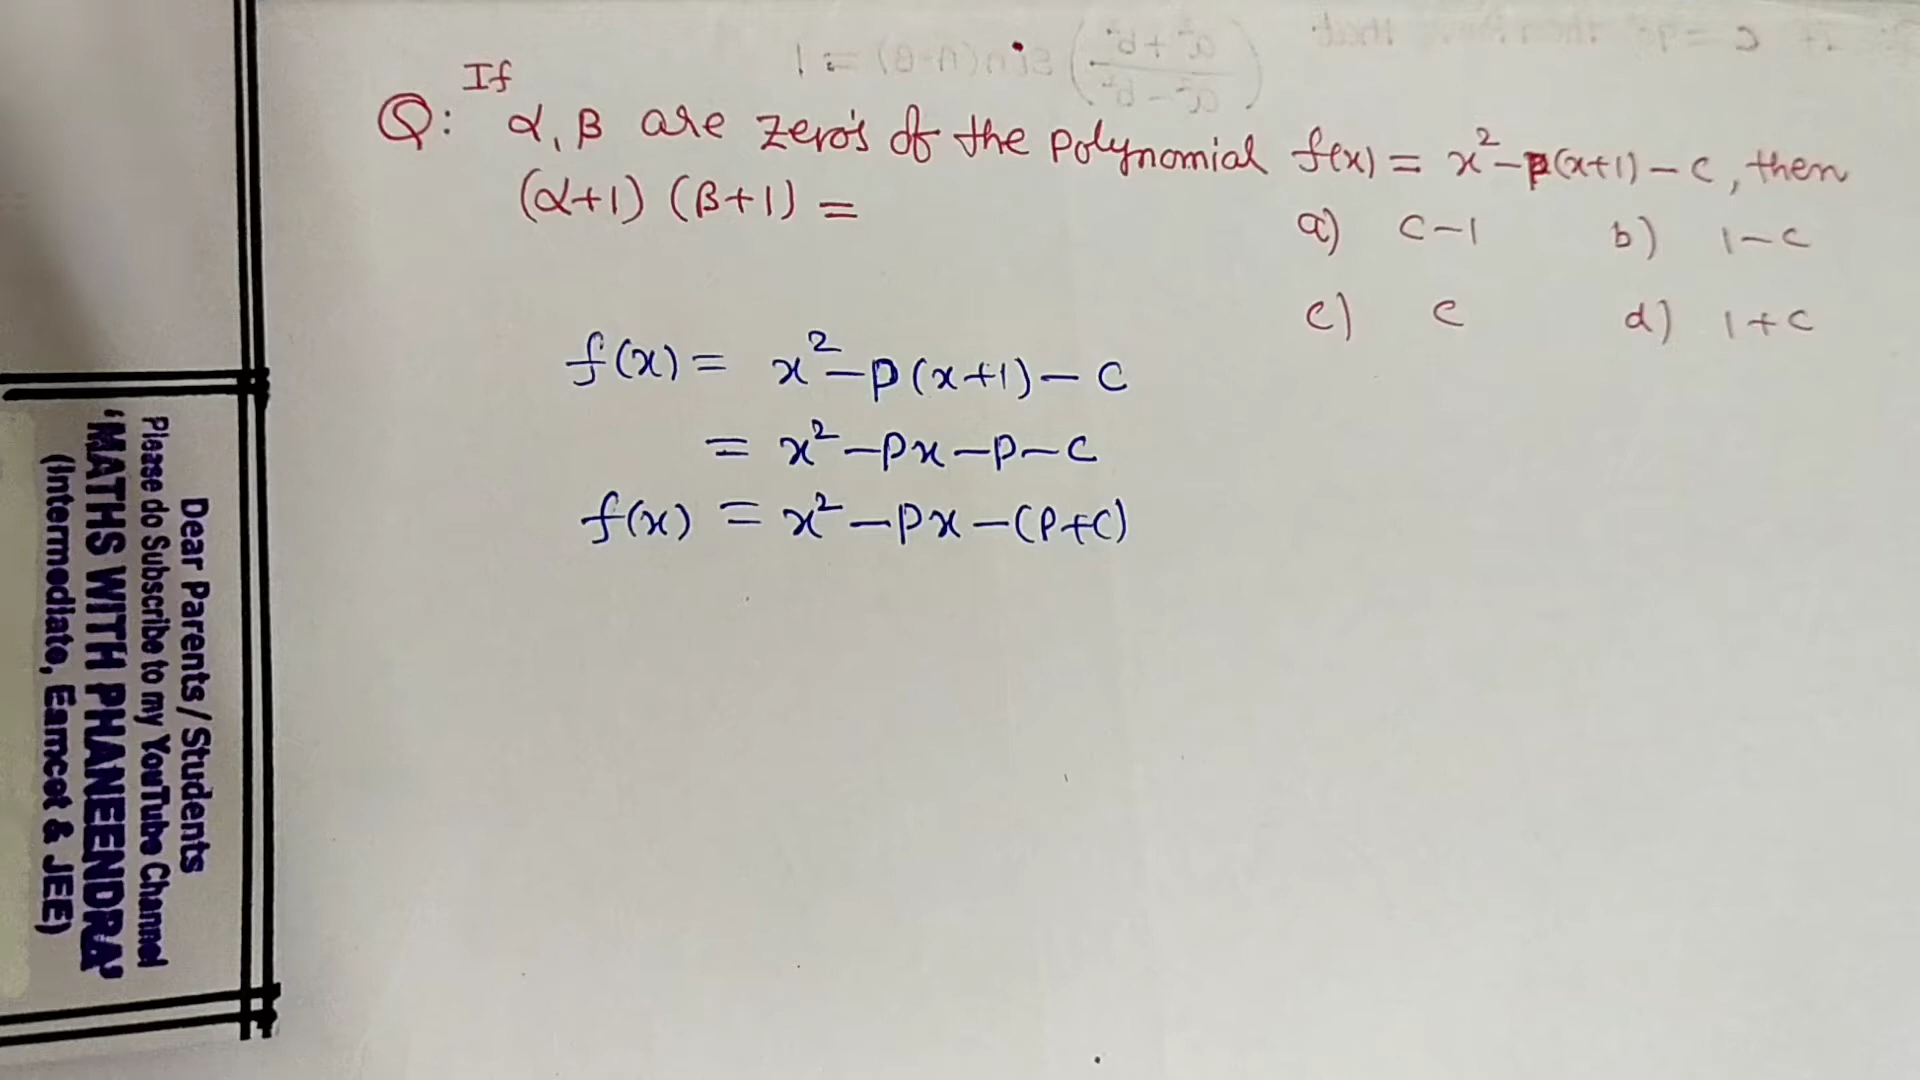 Q: If α, β are zero's of the polynomial f(x) = x² - p(x+1) - c, then
(α+1) (β+1) =
a) c-1 b) 1-c
c) c d) 1+c
f(x) = x² - p(x+1) - c
= x² - px - p - c
f(x) = x² - px - (p+c)
Dear Parents/Students
Please do Subscribe to my YouTube Channel
'MATHS WITH PHANEENDRA'
(Intermediate, Eamcet & JEE)